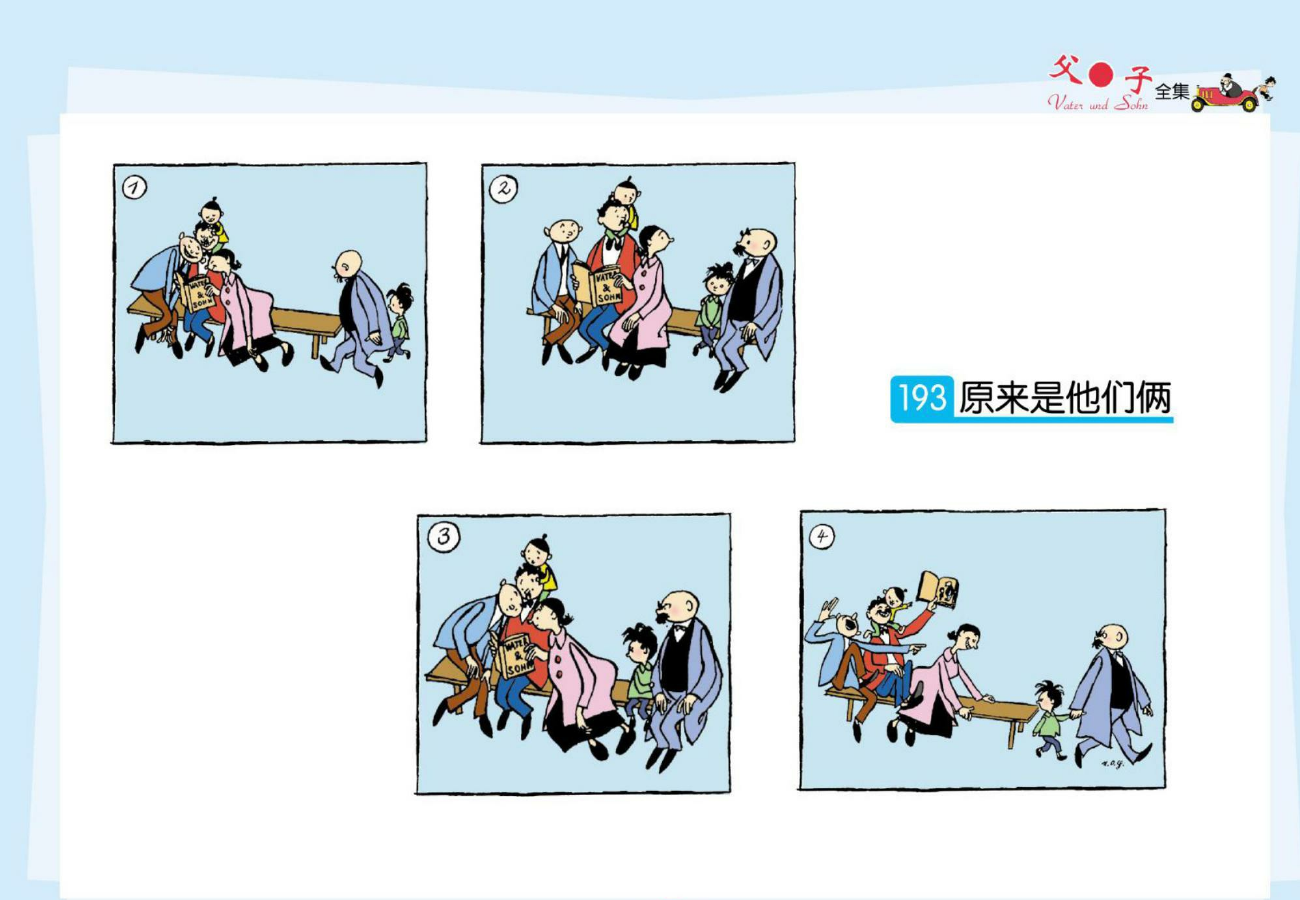 父子全集
Vater und Sohn
1
2
VATER
&
SOHN
VATER
&
SOHN
193 原来是他们俩
3
4
VATER
&
SOHN
e.o.p.